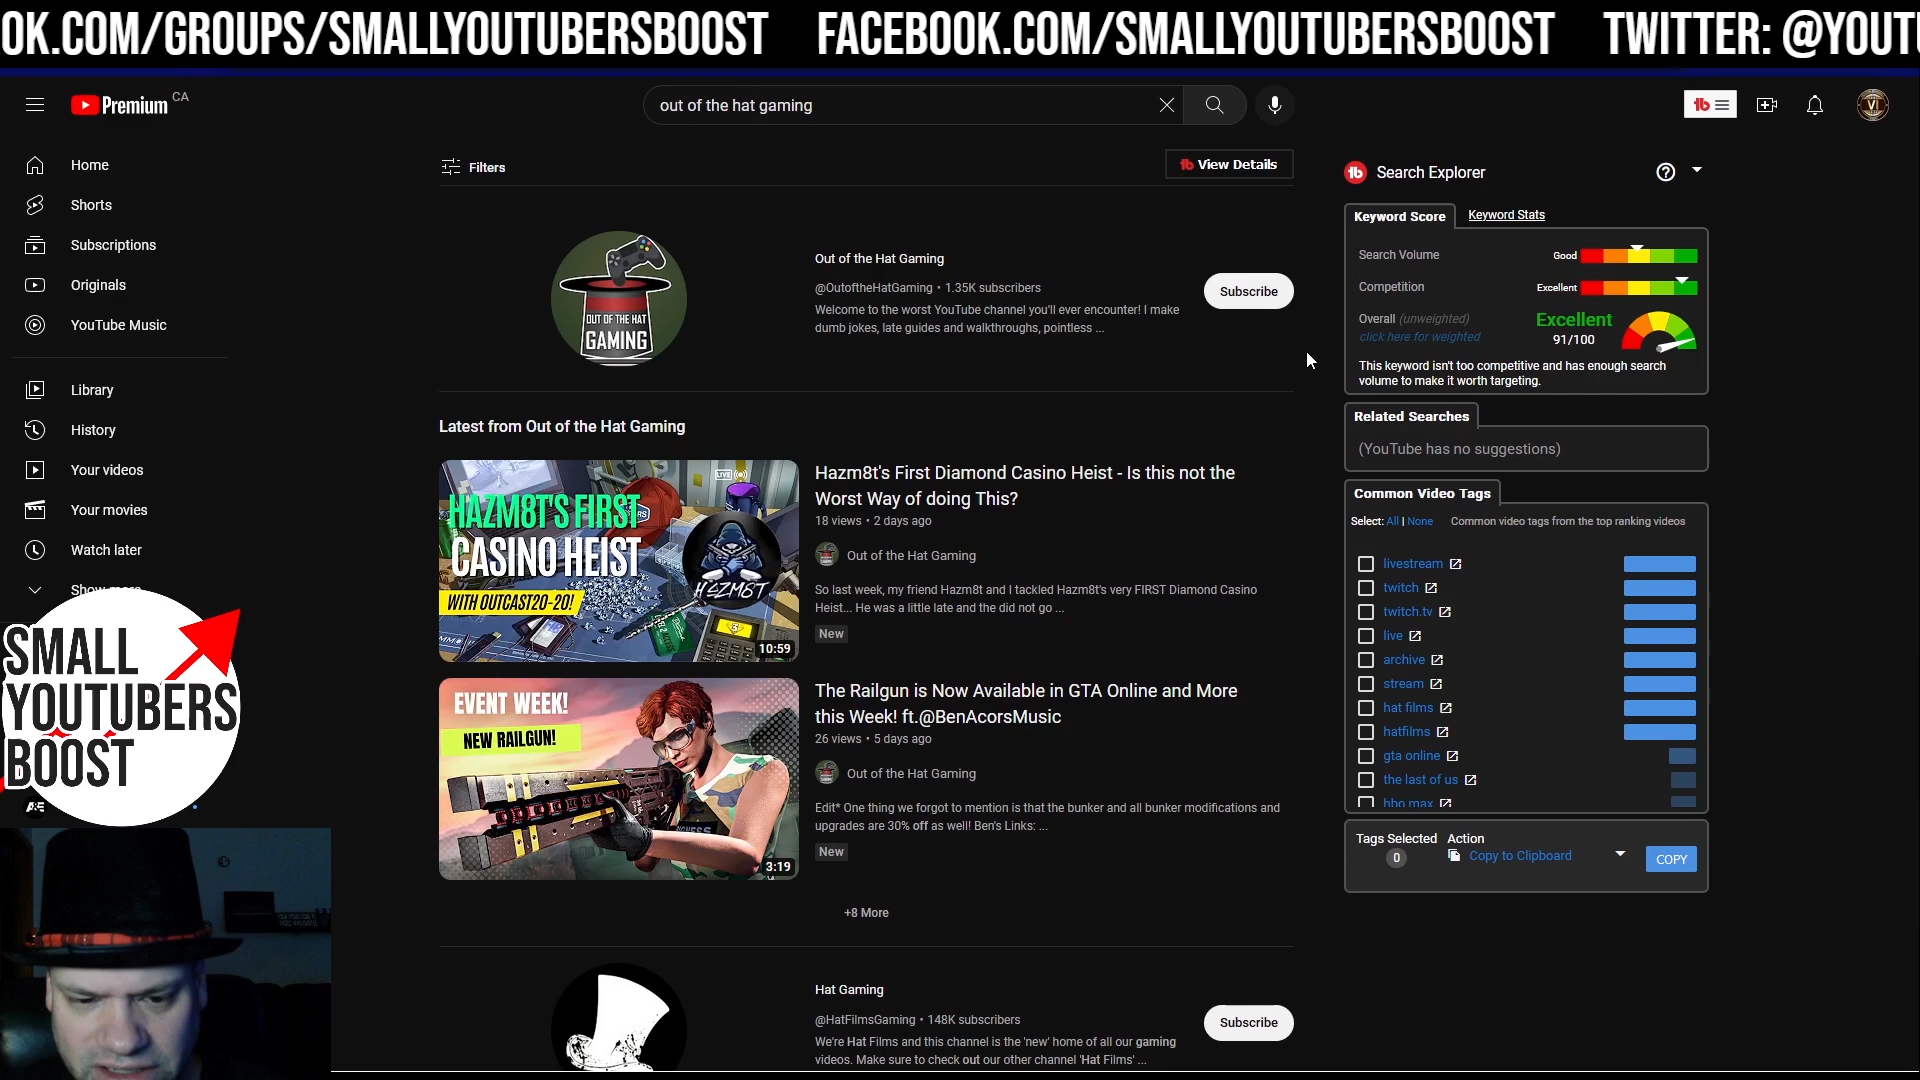 OK.COM/GROUPS/SMALLYOUTUBERSBOOST FACEBOOK.COM/SMALLYOUTUBERSBOOST TWITTER: @YOUTU
Premium CA
out of the hat gaming
Home
Shorts
Subscriptions
Originals
YouTube Music
Library
History
Your videos
Your movies
Watch later
Show more
SMALL
YOUTUBERS
BOOST
Filters
View Details
OUT OF THE HAT
GAMING
Out of the Hat Gaming
@OutoftheHatGaming • 1.35K subscribers
Welcome to the worst YouTube channel you'll ever encounter! I make
dumb jokes, late guides and walkthroughs, pointless ...
Subscribe
Latest from Out of the Hat Gaming
LIVE
HAZM8T'S FIRST
CASINO HEIST
WITH OUTCAST20-20!
HAZM8T
10:59
Hazm8t's First Diamond Casino Heist - Is this not the
Worst Way of doing This?
18 views • 2 days ago
Out of the Hat Gaming
So last week, my friend Hazm8t and I tackled Hazm8t's very FIRST Diamond Casino
Heist... He was a little late and the did not go ...
New
EVENT WEEK!
NEW RAILGUN!
3:19
The Railgun is Now Available in GTA Online and More
this Week! ft.@BenAcorsMusic
26 views • 5 days ago
Out of the Hat Gaming
Edit* One thing we forgot to mention is that the bunker and all bunker modifications and
upgrades are 30% off as well! Ben's Links: ...
New
+8 More
Hat Gaming
@HatFilmsGaming • 148K subscribers
We're Hat Films and this channel is the 'new' home of all our gaming
videos. Make sure to check out our other channel 'Hat Films' ...
Subscribe
Search Explorer
Keyword Score Keyword Stats
Search Volume Good
Competition Excellent
Overall (unweighted) Excellent
click here for weighted 91/100
This keyword isn't too competitive and has enough search
volume to make it worth targeting.
Related Searches
(YouTube has no suggestions)
Common Video Tags
Select: All | None Common video tags from the top ranking videos
livestream
twitch
twitch.tv
live
archive
stream
hat films
hatfilms
gta online
the last of us
hbo max
Tags Selected Action
0 Copy to Clipboard COPY